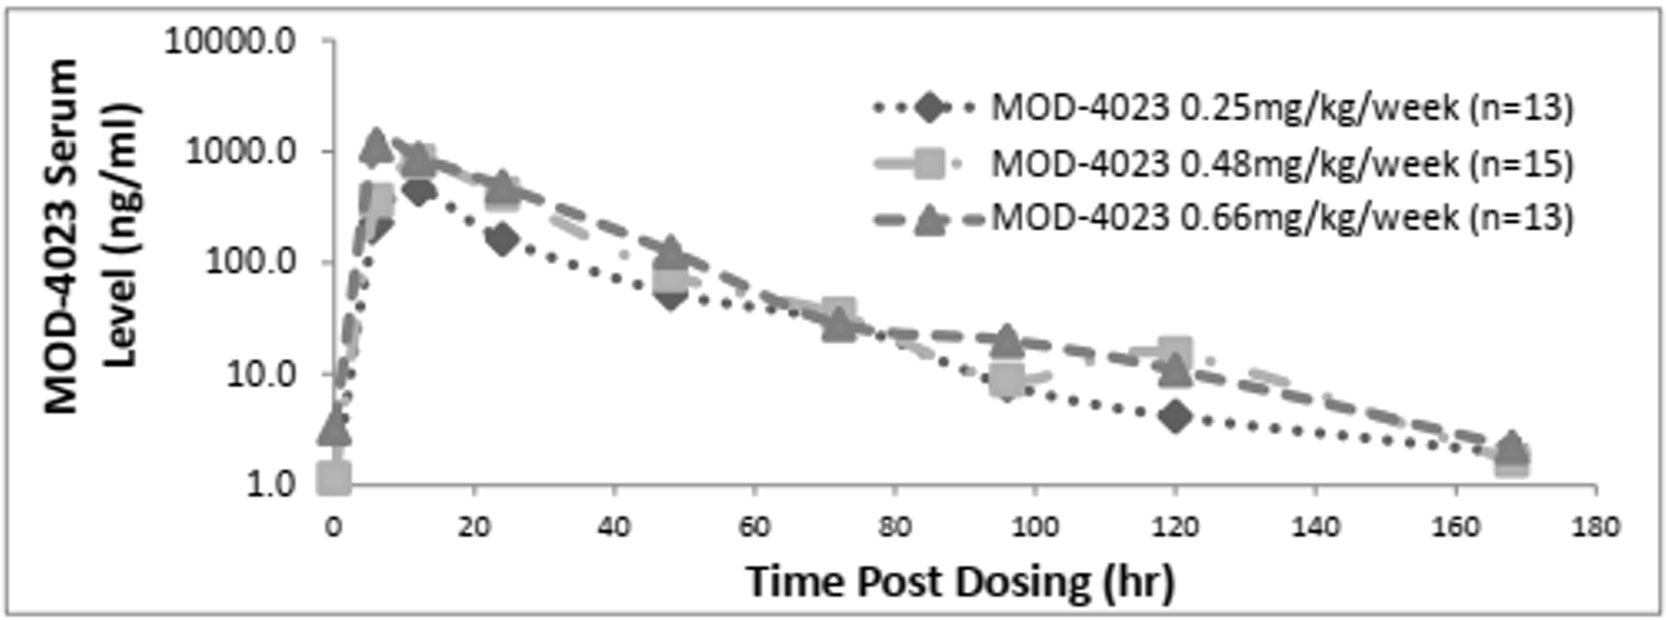 MOD-4023 Serum
Level (ng/ml)
10000.0
1000.0
100.0
10.0
1.0
MOD-4023 0.25mg/kg/week (n=13)
MOD-4023 0.48mg/kg/week (n=15)
MOD-4023 0.66mg/kg/week (n=13)
0 20 40 60 80 100 120 140 160 180
Time Post Dosing (hr)